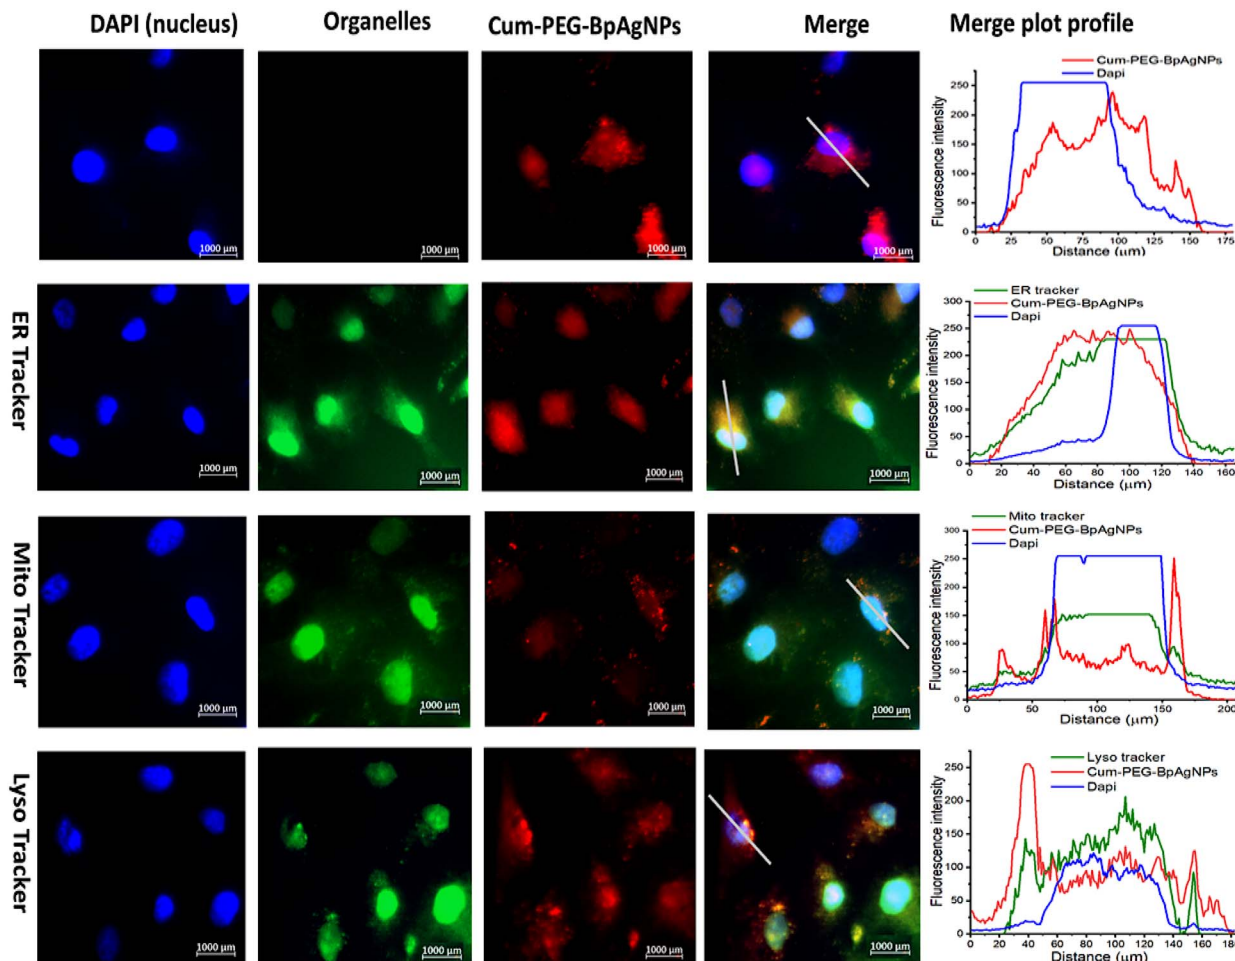 DAPI (nucleus) Organelles Cum-PEG-BpAgNPs Merge Merge plot profile
1000 µm 1000 µm 1000 µm 1000 µm
Cum-PEG-BpAgNPs
Dapi
Fluorescence intensity
250
200
150
100
50
0
25 50 75 100 125 150 175
Distance (µm)
ER Tracker
1000 µm 1000 µm 1000 µm 1000 µm
ER tracker
Cum-PEG-BpAgNPs
Dapi
Fluorescence intensity
300
250
200
150
100
50
0
0 20 40 60 80 100 120 140 160
Distance (µm)
Mito Tracker
1000 µm 1000 µm 1000 µm 1000 µm
Mito tracker
Cum-PEG-BpAgNPs
Dapi
Fluorescence intensity
300
250
200
150
100
50
0
0 50 100 150 200
Distance (µm)
Lyso Tracker
1000 µm 1000 µm 1000 µm 1000 µm
Lyso tracker
Cum-PEG-BpAgNPs
Dapi
Fluorescence intensity
250
200
150
100
50
0
0 20 40 60 80 100 120 140 160
Distance (µm)